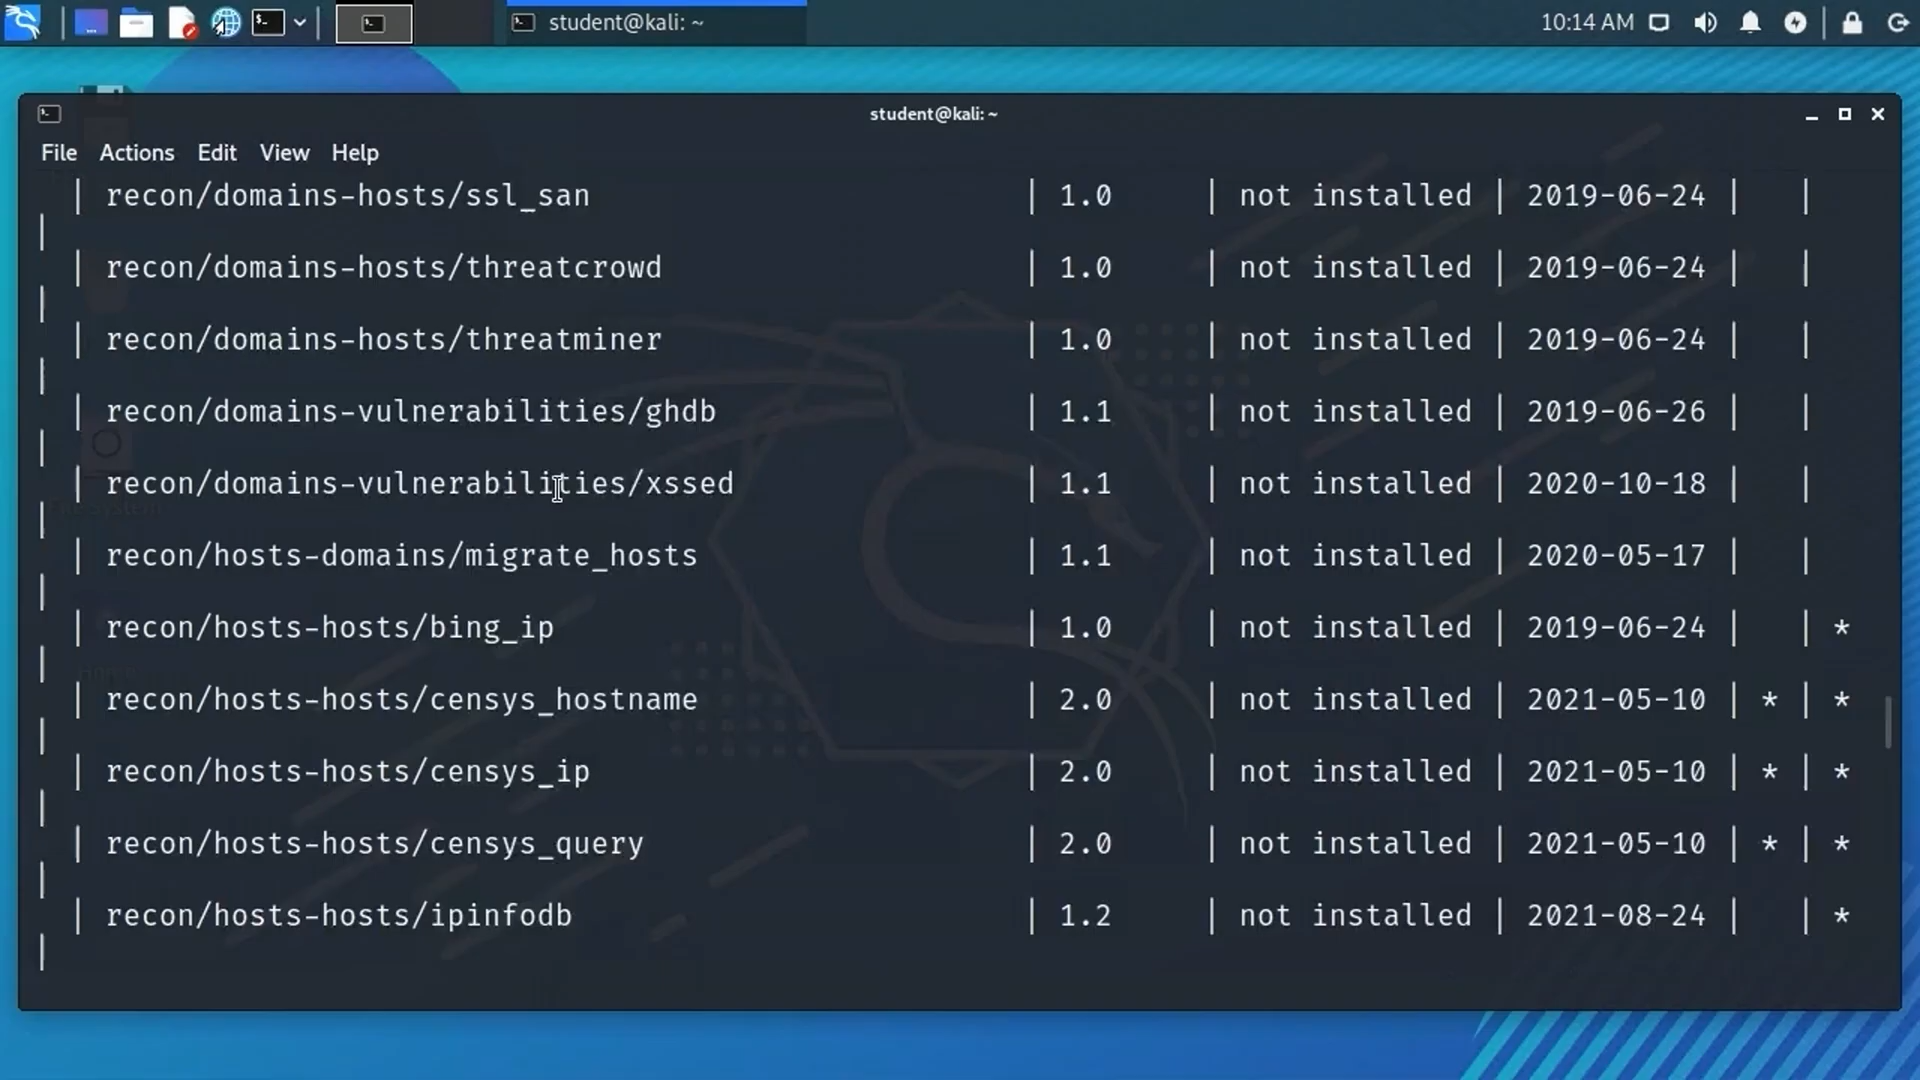 student@kali: ~
10:14 AM
student@kali: ~
File Actions Edit View Help
| recon/domains-hosts/ssl_san | 1.0 | not installed | 2019-06-24 | |
|
| recon/domains-hosts/threatcrowd | 1.0 | not installed | 2019-06-24 | |
|
| recon/domains-hosts/threatminer | 1.0 | not installed | 2019-06-24 | |
|
| recon/domains-vulnerabilities/ghdb | 1.1 | not installed | 2019-06-26 | |
|
| recon/domains-vulnerabilities/xssed | 1.1 | not installed | 2020-10-18 | |
|
| recon/hosts-domains/migrate_hosts | 1.1 | not installed | 2020-05-17 | |
|
| recon/hosts-hosts/bing_ip | 1.0 | not installed | 2019-06-24 | | *
|
| recon/hosts-hosts/censys_hostname | 2.0 | not installed | 2021-05-10 | * | *
|
| recon/hosts-hosts/censys_ip | 2.0 | not installed | 2021-05-10 | * | *
|
| recon/hosts-hosts/censys_query | 2.0 | not installed | 2021-05-10 | * | *
|
| recon/hosts-hosts/ipinfodb | 1.2 | not installed | 2021-08-24 | | *
|